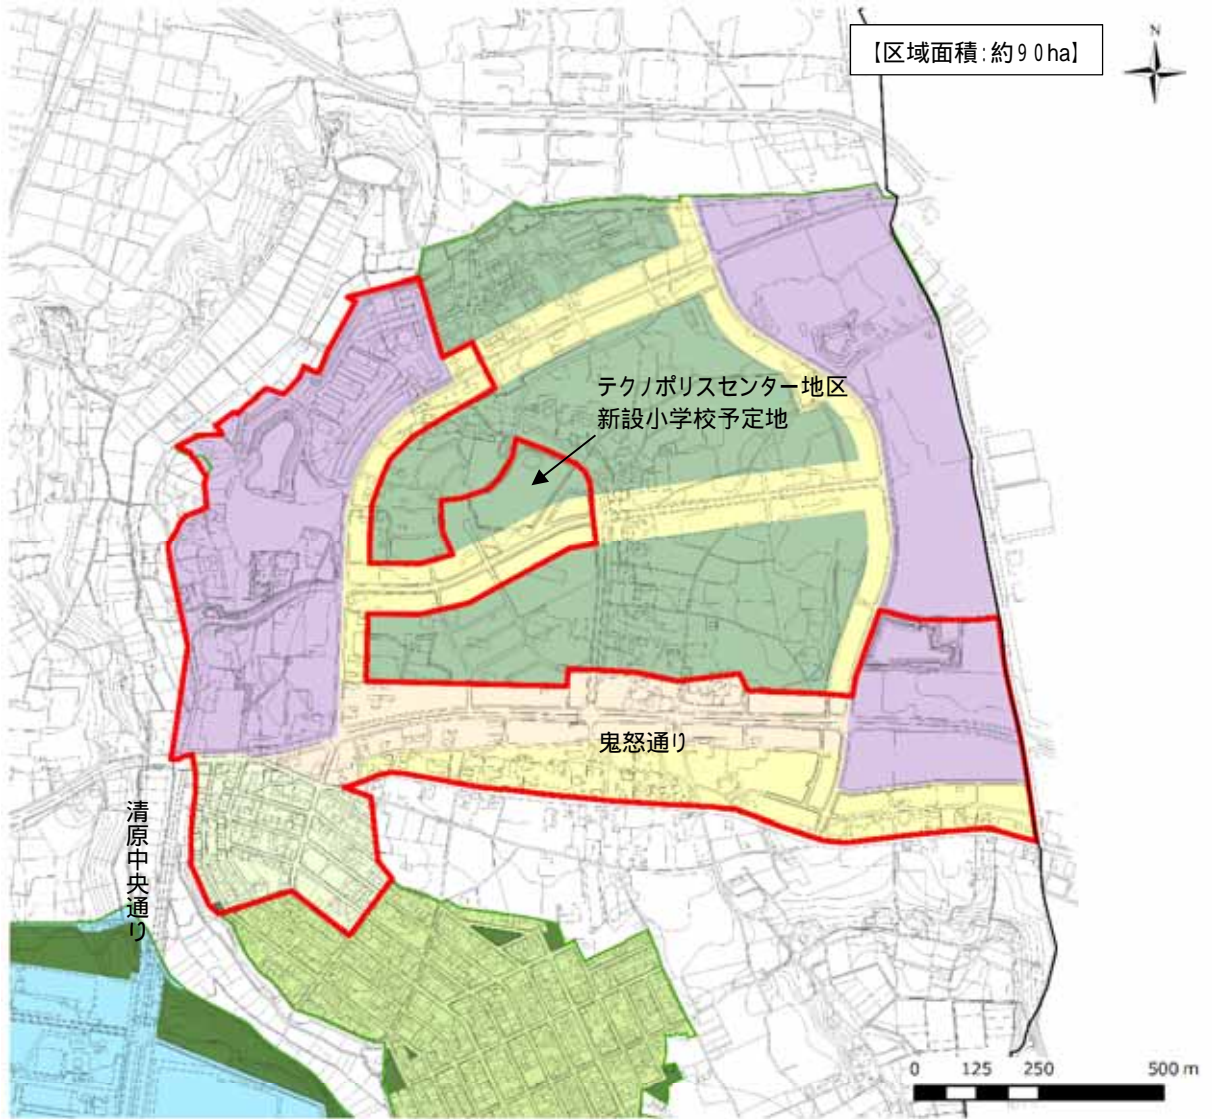 【区域面積:約90ha】
N
テクノポリスセンター地区
新設小学校予定地
鬼怒通り
清原中央通り
0 125 250 500 m